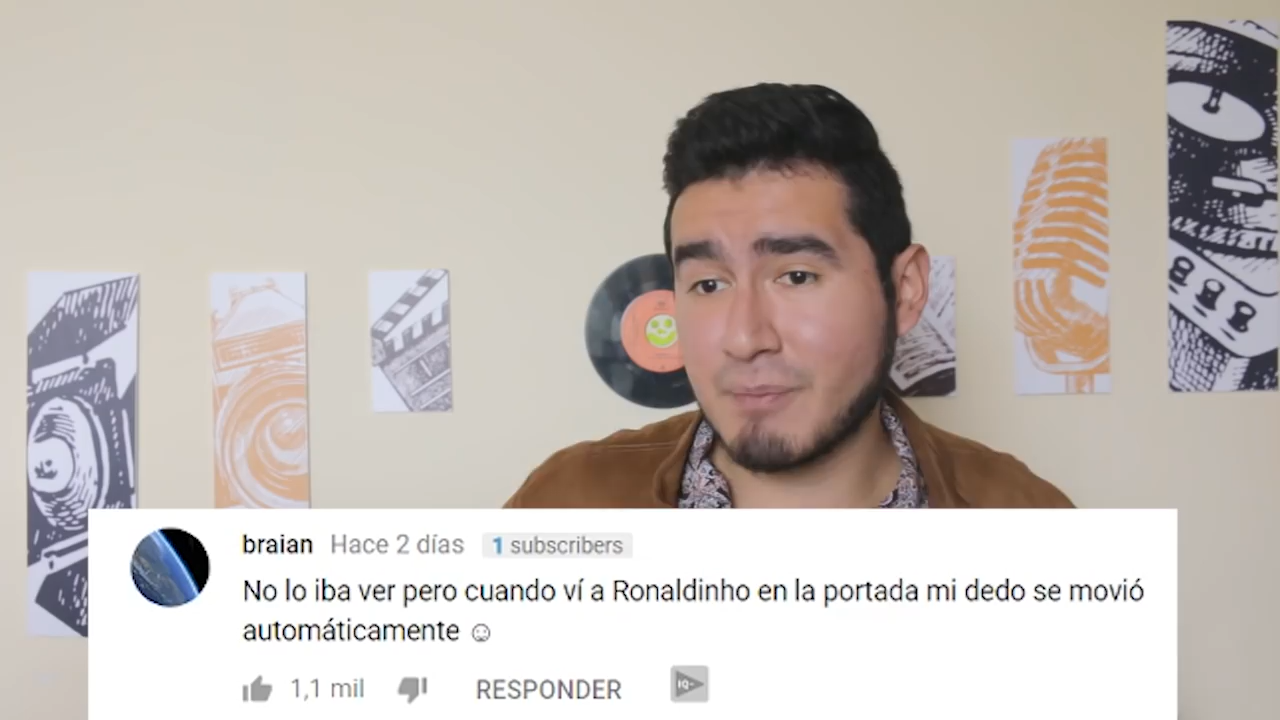 braian Hace 2 días 1 subscribers
No lo iba ver pero cuando ví a Ronaldinho en la portada mi dedo se movió
automáticamente ☺
1,1 mil RESPONDER IQ